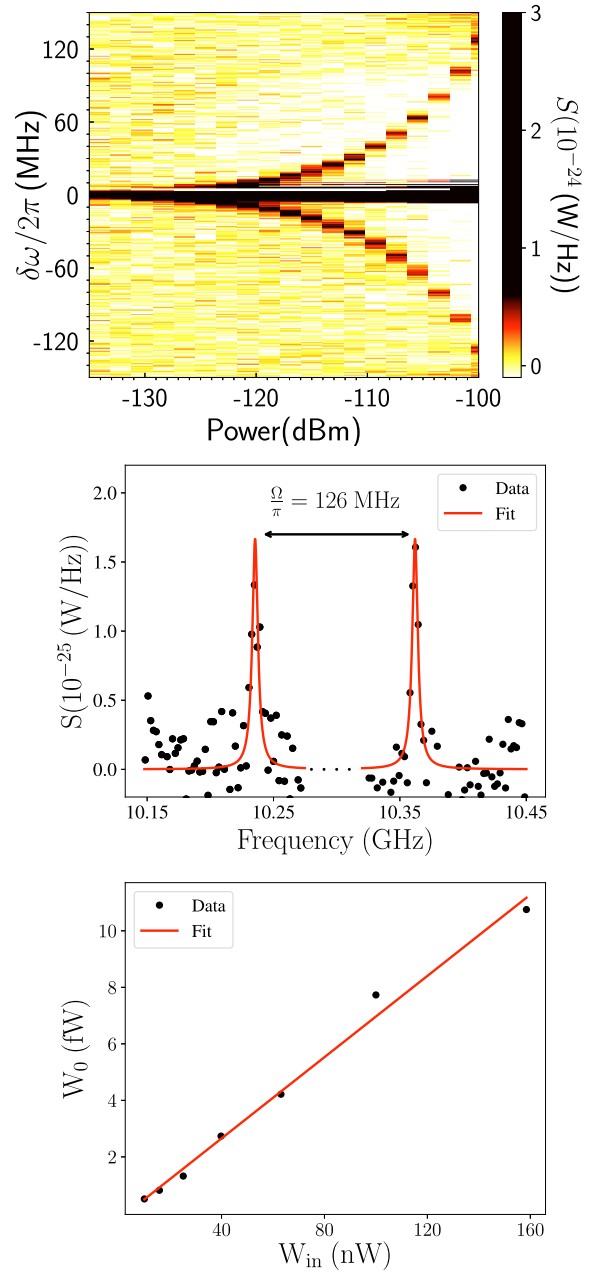 150
60
0
-60
-120
δω/2π (MHz)
-130 -120 -110 -100
Power(dBm)
3
2
1
0
S(10⁻²⁴ (W/Hz))
2.0
1.5
1.0
0.5
0.0
S(10⁻²⁵ (W/Hz))
Ω/π = 126 MHz
Data
Fit
10.15 10.25 10.35 10.45
Frequency (GHz)
10
8
6
4
2
W₀ (fW)
Data
Fit
40 80 120 160
Wᵢₙ (nW)